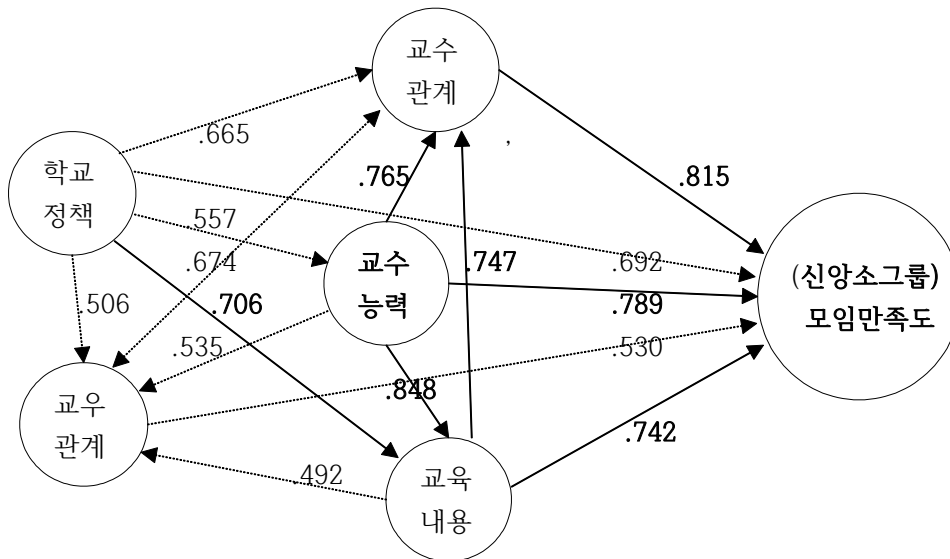 교수
관계
.665
,
학교
정책
.765
.815
.557
.674
교수
능력
.747
.692
(신앙소그룹)
모임만족도
.506
.706
.789
.535
.530
.848
교우
관계
.742
.492
교육
내용